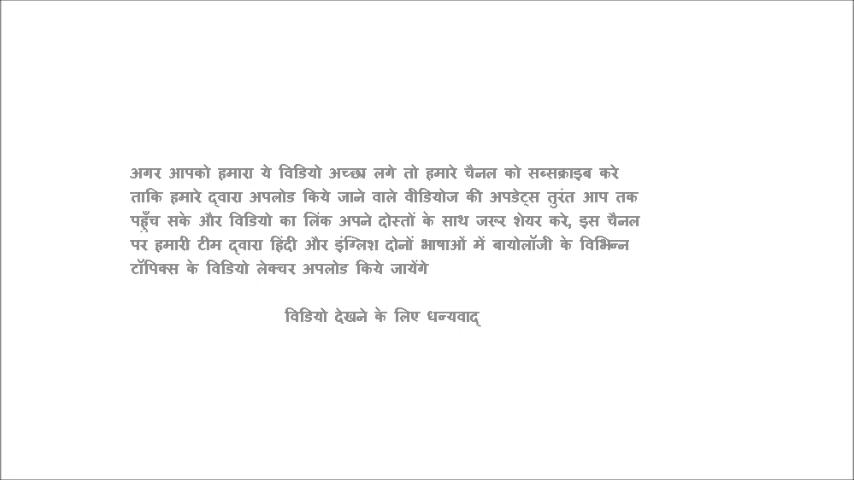 अगर आपको हमारा ये विडियो अच्छा लगे तो हमारे चैनल को सब्सक्राइब करे
ताकि हमारे द्वारा अपलोड किये जाने वाले वीडियोज की अपडेट्स तुरंत आप तक
पहुँच सके और विडियो का लिंक अपने दोस्तों के साथ जरूर शेयर करे, इस चैनल
पर हमारी टीम द्वारा हिंदी और इंग्लिश दोनों भाषाओं में बायोलॉजी के विभिन्न
टॉपिक्स के विडियो लेक्चर अपलोड किये जायेंगे
विडियो देखने के लिए धन्यवाद्